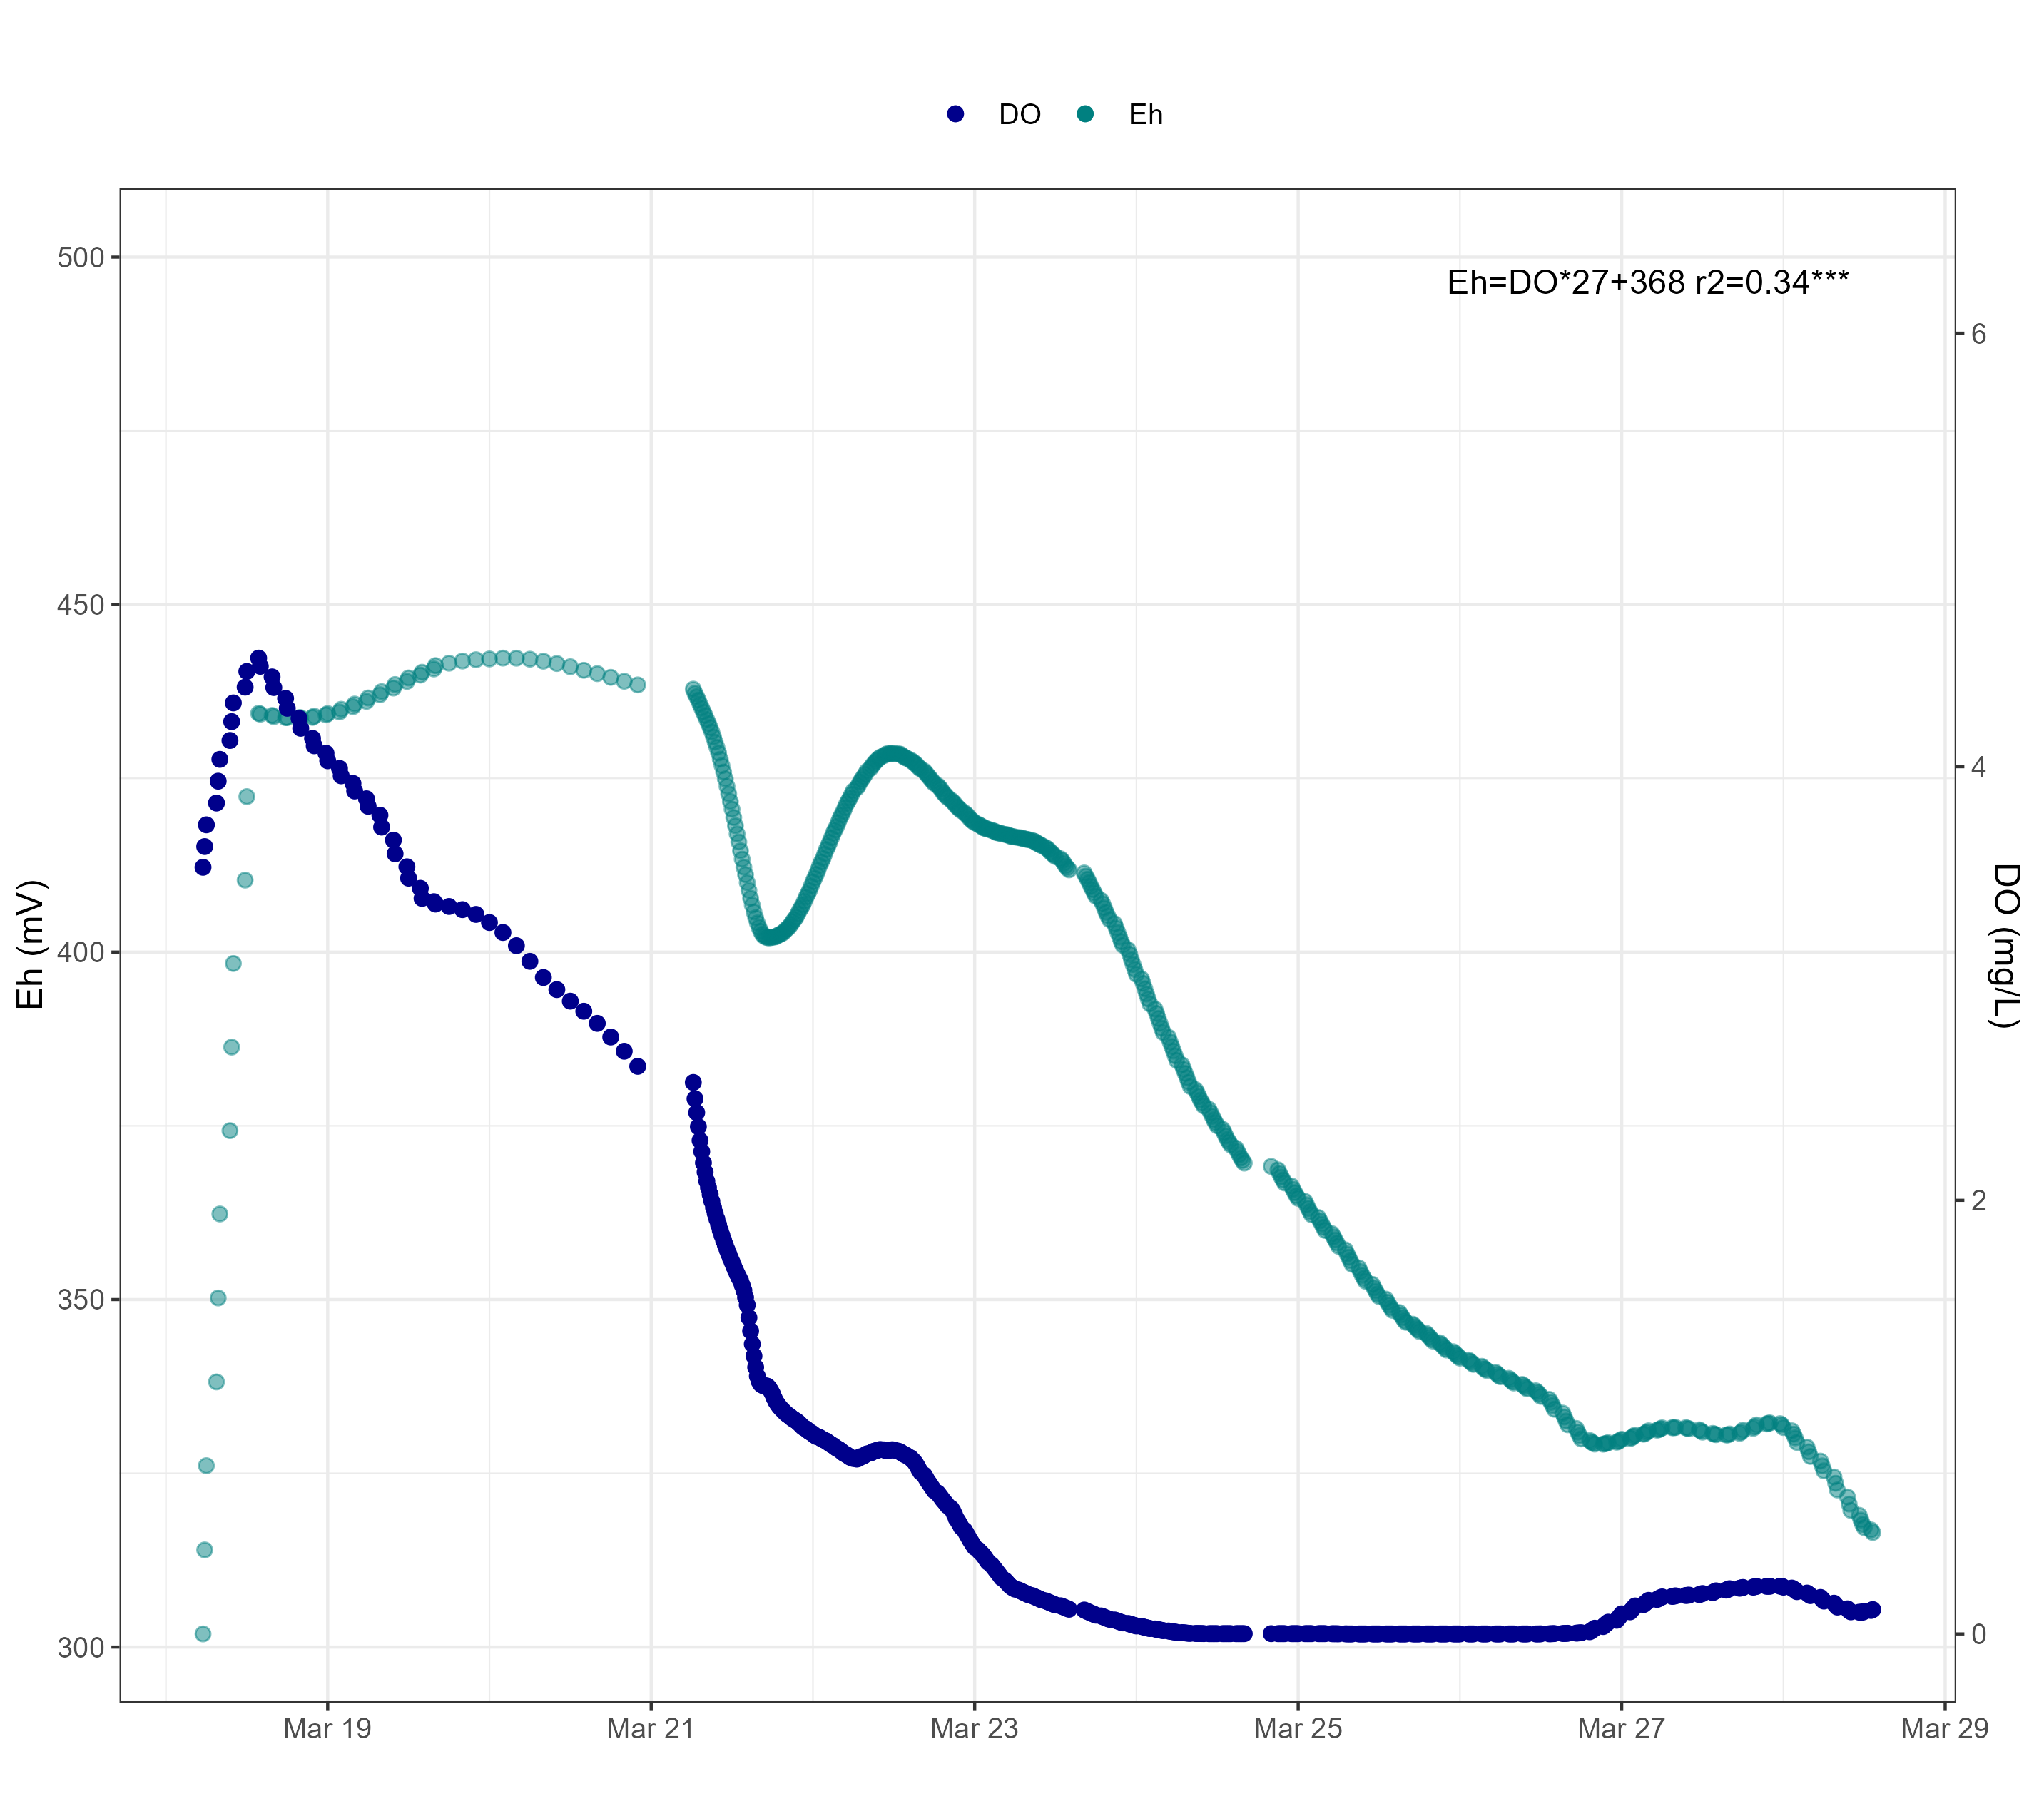 DO Eh
Eh=DO*27+368 r2=0.34***
500
450
400
350
300
Eh (mV)
6
4
2
0
DO (mg/L)
Mar 19 Mar 21 Mar 23 Mar 25 Mar 27 Mar 29